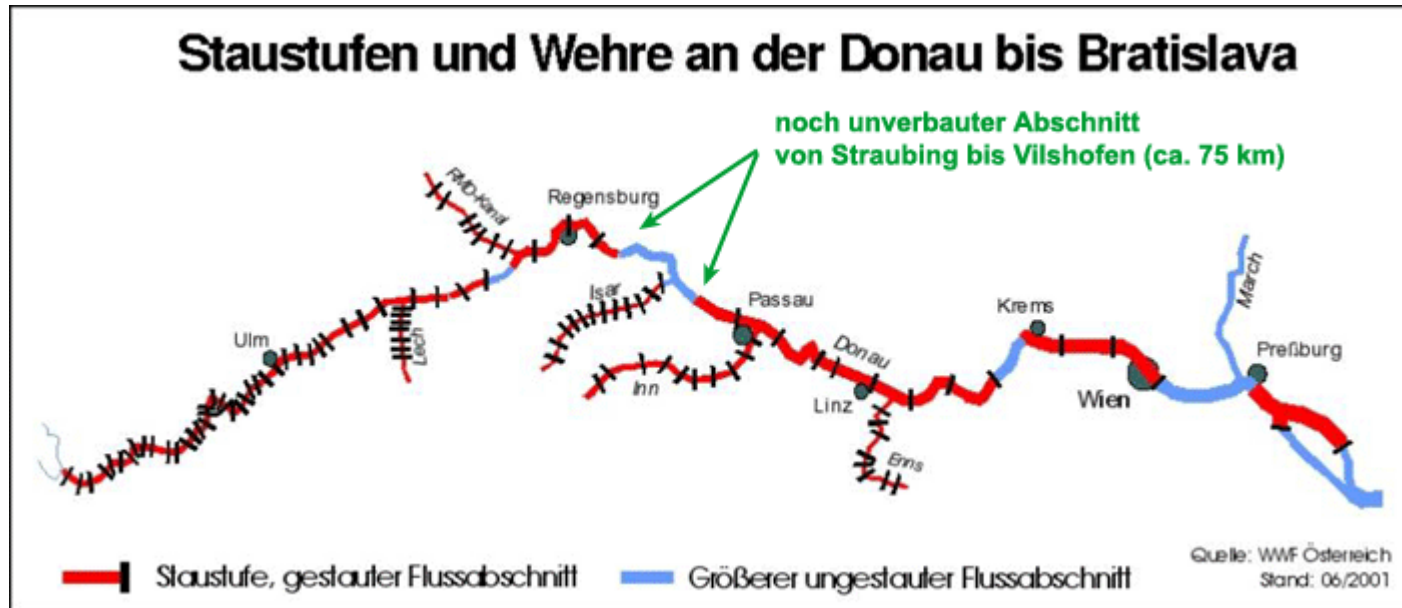 Staustufen und Wehre an der Donau bis Bratislava
noch unverbauter Abschnitt
von Straubing bis Vilshofen (ca. 75 km)
RMD-Kanal
Regensburg
March
Isar
Passau
Krems
Ulm
Lech
Donau
Preßburg
Inn
Linz
Wien
Enns
Staustufe, gestauter Flussabschnitt
Größerer ungestauter Flussabschnitt
Quelle: WWF Österreich
Stand: 06/2001